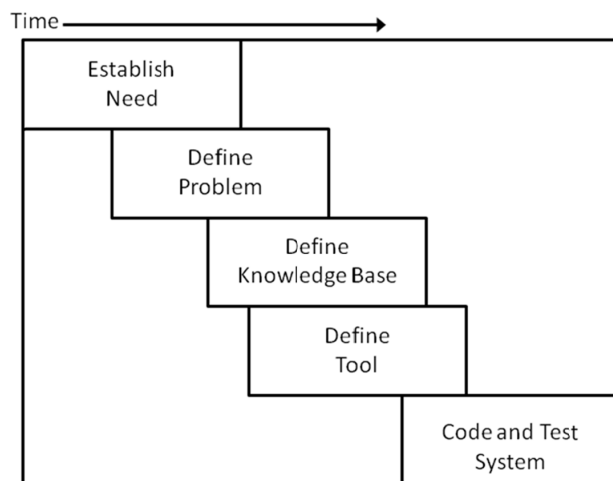 Time
Establish
Need
Define
Problem
Define
Knowledge Base
Define
Tool
Code and Test
System